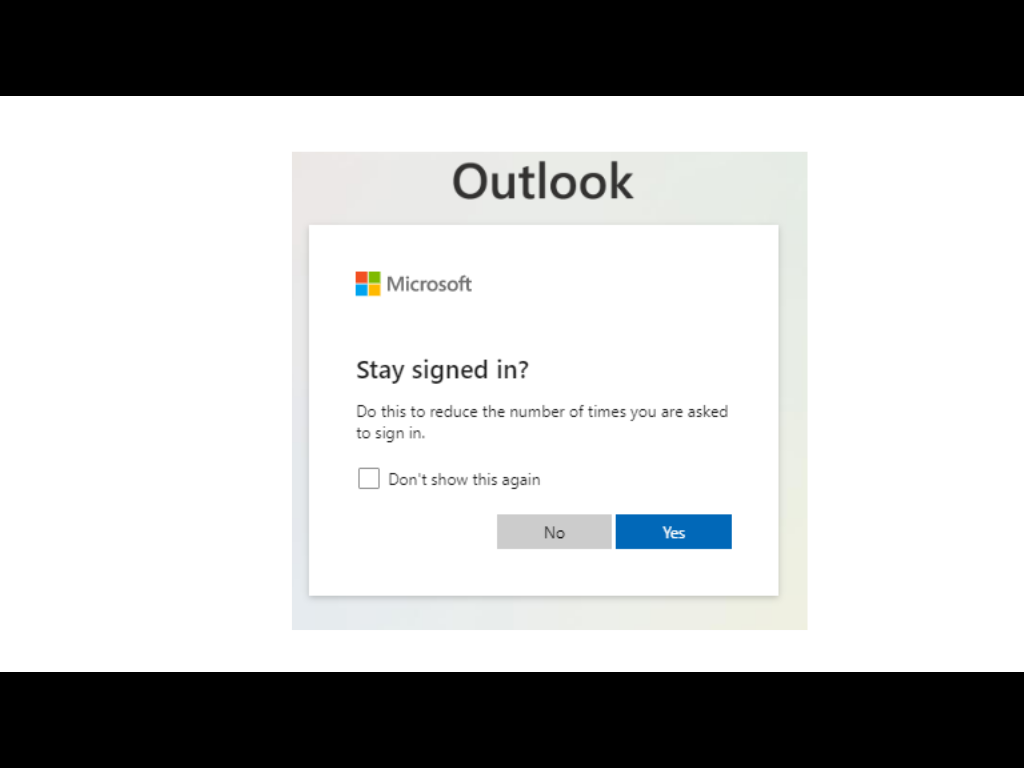 Outlook
Microsoft
Stay signed in?
Do this to reduce the number of times you are asked
to sign in.
Don't show this again
No
Yes